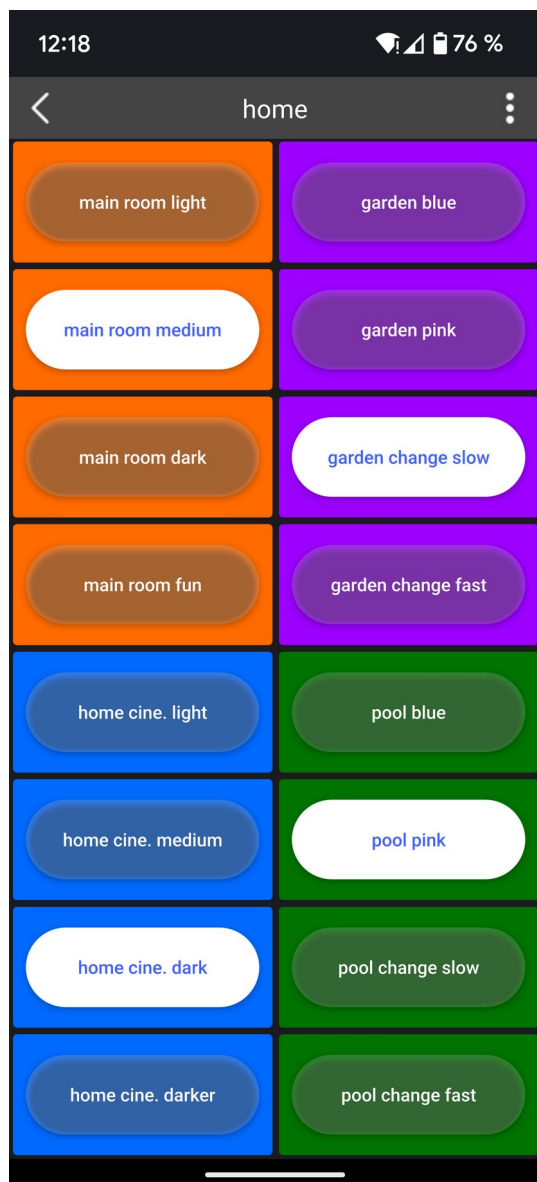 12:18 76 %
home
main room light
garden blue
main room medium
garden pink
main room dark
garden change slow
main room fun
garden change fast
home cine. light
pool blue
home cine. medium
pool pink
home cine. dark
pool change slow
home cine. darker
pool change fast